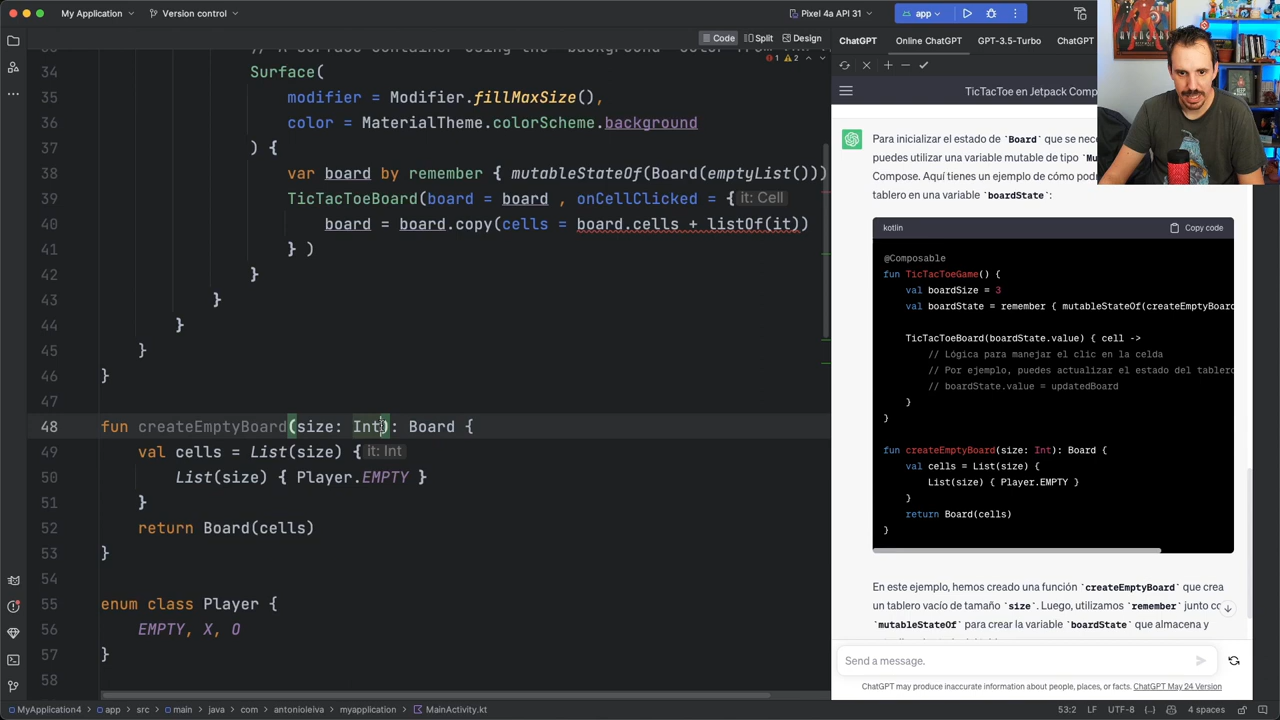 My Application
Version control
Pixel 4a API 31
app
Code
Split
Design
1
2
34
Surface(
35
modifier = Modifier.fillMaxSize(),
36
color = MaterialTheme.colorScheme.background
37
) {
38
var board by remember { mutableStateOf(Board(emptyList()))
39
TicTacToeBoard(board = board , onCellClicked = { it: Cell
40
board = board.copy(cells = board.cells + listOf(it))
41
} )
42
}
43
}
44
}
45
}
46
}
47
48
fun createEmptyBoard(size: Int): Board {
49
val cells = List(size) { it: Int
50
List(size) { Player.EMPTY }
51
}
52
return Board(cells)
53
}
54
55
enum class Player {
56
EMPTY, X, O
57
}
58
MyApplication4 > app > src > main > java > com > antonioleiva > myapplication > MainActivity.kt
53:2
LF
UTF-8
4 spaces
ChatGPT
Online ChatGPT
GPT-3.5-Turbo
ChatGPT
TicTacToe en Jetpack Comp
Para inicializar el estado de `Board` que se nec
puedes utilizar una variable mutable de tipo `Mu
Compose. Aquí tienes un ejemplo de cómo pod
tablero en una variable `boardState`:
kotlin
Copy code
@Composable
fun TicTacToeGame() {
val boardSize = 3
val boardState = remember { mutableStateOf(createEmptyBoard
TicTacToeBoard(boardState.value) { cell ->
// Lógica para manejar el clic en la celda
// Por ejemplo, puedes actualizar el estado del tablero
// boardState.value = updatedBoard
}
}
fun createEmptyBoard(size: Int): Board {
val cells = List(size) {
List(size) { Player.EMPTY }
}
return Board(cells)
}
En este ejemplo, hemos creado una función `createEmptyBoard` que crea
un tablero vacío de tamaño `size`. Luego, utilizamos `remember` junto co
`mutableStateOf` para crear la variable `boardState` que almacena y
Send a message.
ChatGPT may produce inaccurate information about people, places, or facts. ChatGPT May 24 Version